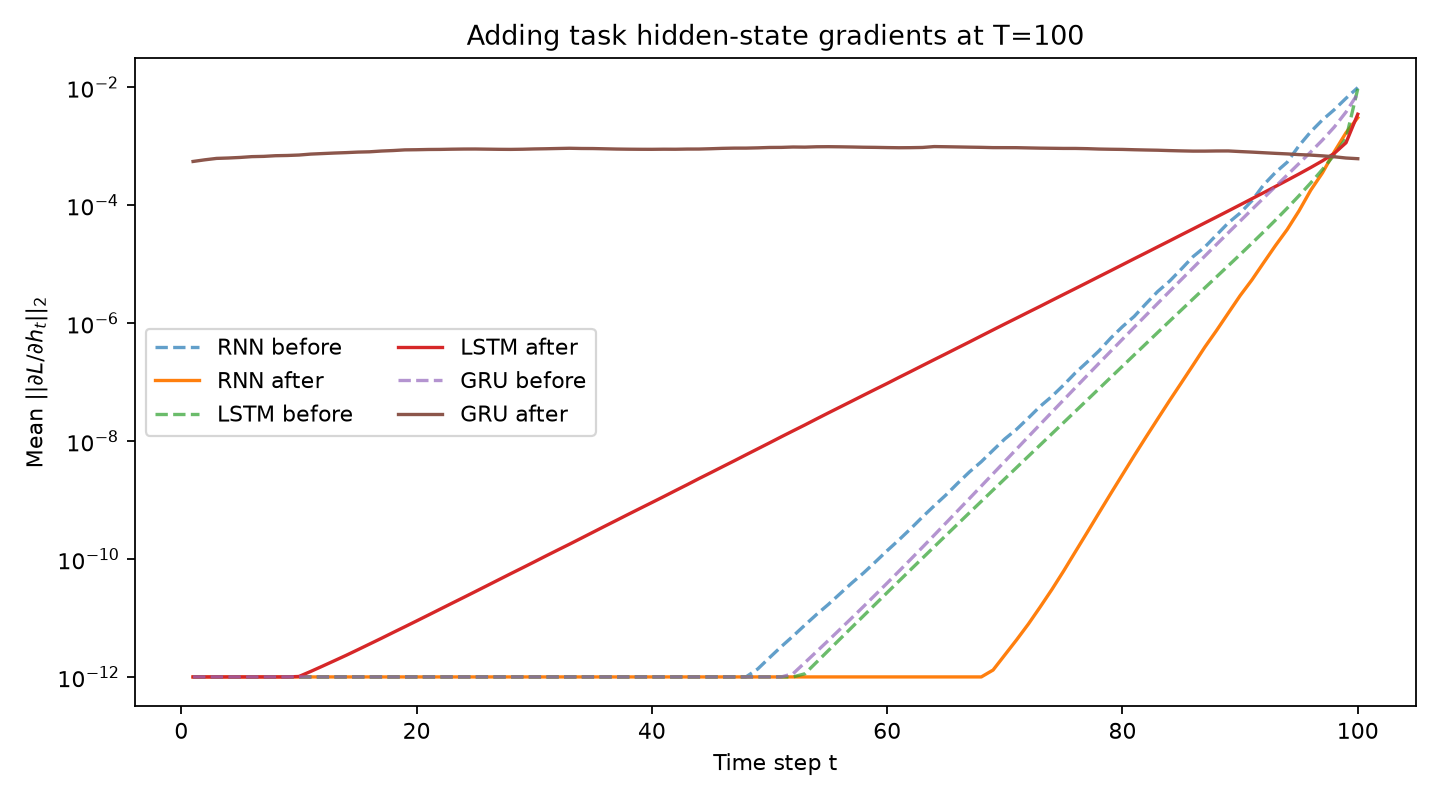 Adding task hidden-state gradients at T=100
Mean ||∂L/∂hₜ||₂
10⁻²
10⁻⁴
10⁻⁶
10⁻⁸
10⁻¹⁰
10⁻¹²
RNN before
RNN after
LSTM before
LSTM after
GRU before
GRU after
0 20 40 60 80 100
Time step t